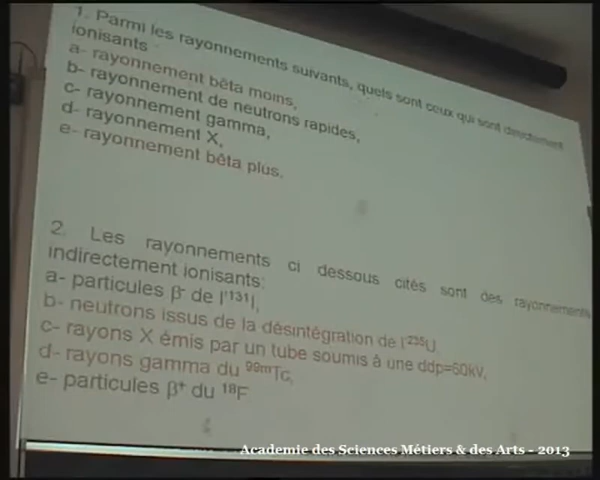 1. Parmi les rayonnements suivants, quels sont ceux qui sont directement
ionisants
a- rayonnement bêta moins,
b- rayonnement de neutrons rapides,
c- rayonnement gamma,
d- rayonnement X,
e- rayonnement bêta plus.
2. Les rayonnements ci dessous cités sont des rayonnements
indirectement ionisants:
a- particules β⁻ de l'¹³¹I,
b- neutrons issus de la désintégration de l'²³⁵U
c- rayons X émis par un tube soumis à une ddp=60kV,
d- rayons gamma du ⁹⁹ᵐTc,
e- particules β⁺ du ¹⁸F
Academie des Sciences Métiers & des Arts - 2013